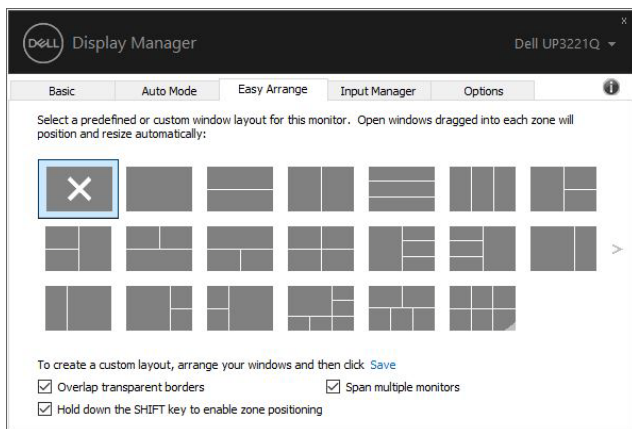 x
DELL Display Manager Dell UP3221Q
Basic Auto Mode Easy Arrange Input Manager Options i
Select a predefined or custom window layout for this monitor. Open windows dragged into each zone will
position and resize automatically:
>
To create a custom layout, arrange your windows and then click Save
Overlap transparent borders Span multiple monitors
Hold down the SHIFT key to enable zone positioning